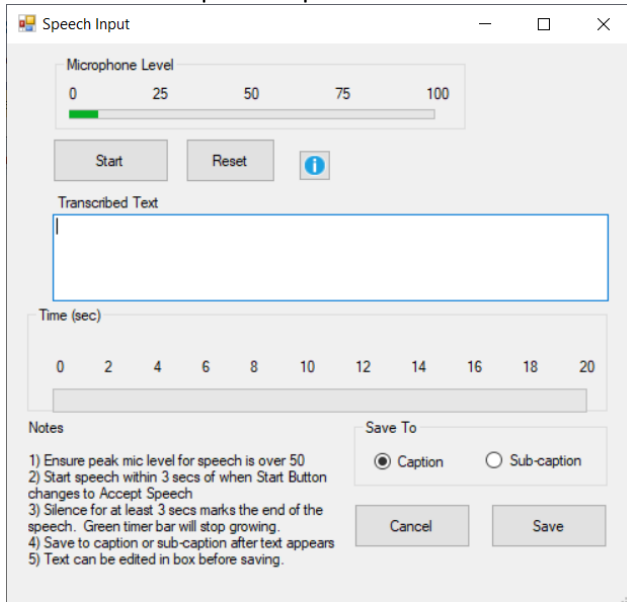 Speech Input
Microphone Level
0 25 50 75 100
Start Reset
Transcribed Text
Time (sec)
0 2 4 6 8 10 12 14 16 18 20
Notes
1) Ensure peak mic level for speech is over 50
2) Start speech within 3 secs of when Start Button
changes to Accept Speech
3) Silence for at least 3 secs marks the end of the
speech. Green timer bar will stop growing.
4) Save to caption or sub-caption after text appears
5) Text can be edited in box before saving.
Save To
Caption Sub-caption
Cancel Save